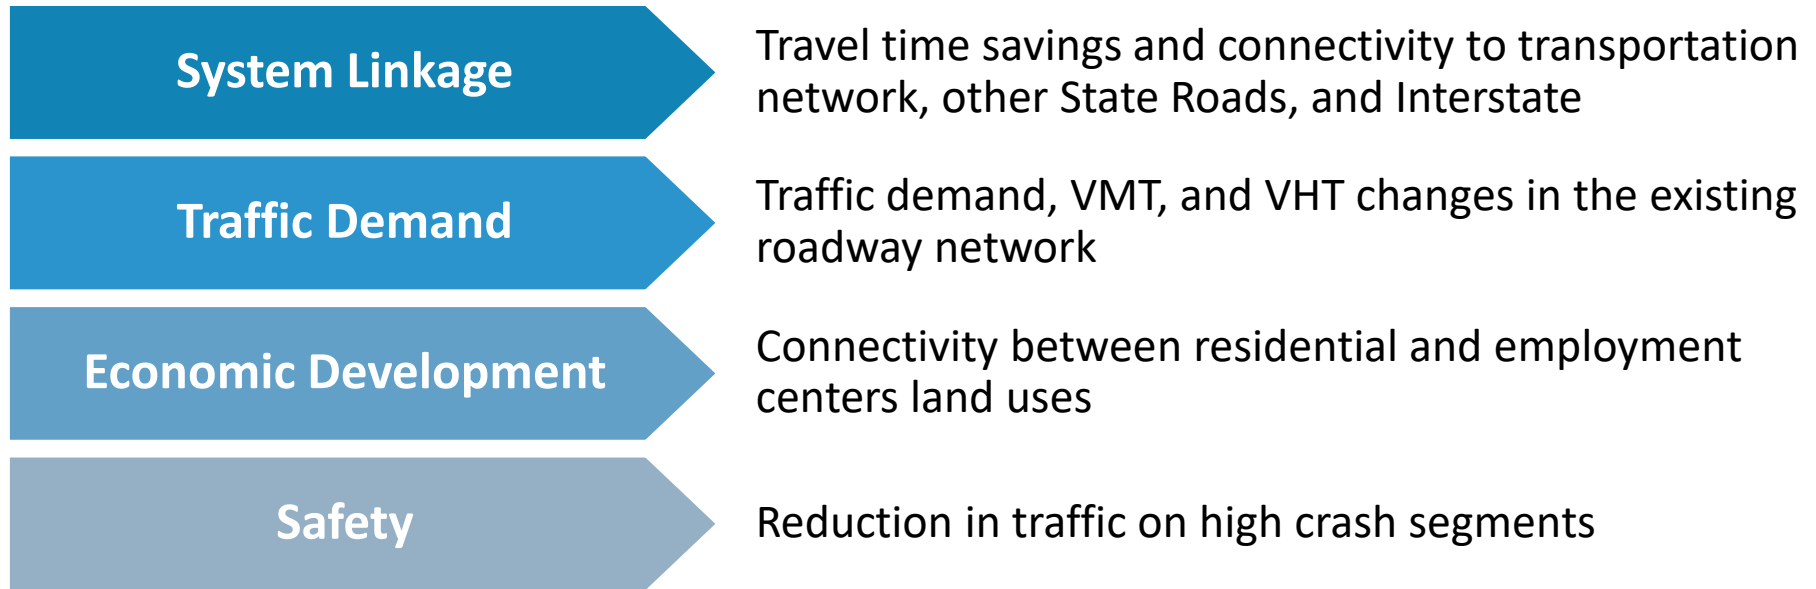 System Linkage
Travel time savings and connectivity to transportation
network, other State Roads, and Interstate
Traffic Demand
Traffic demand, VMT, and VHT changes in the existing
roadway network
Economic Development
Connectivity between residential and employment
centers land uses
Safety
Reduction in traffic on high crash segments